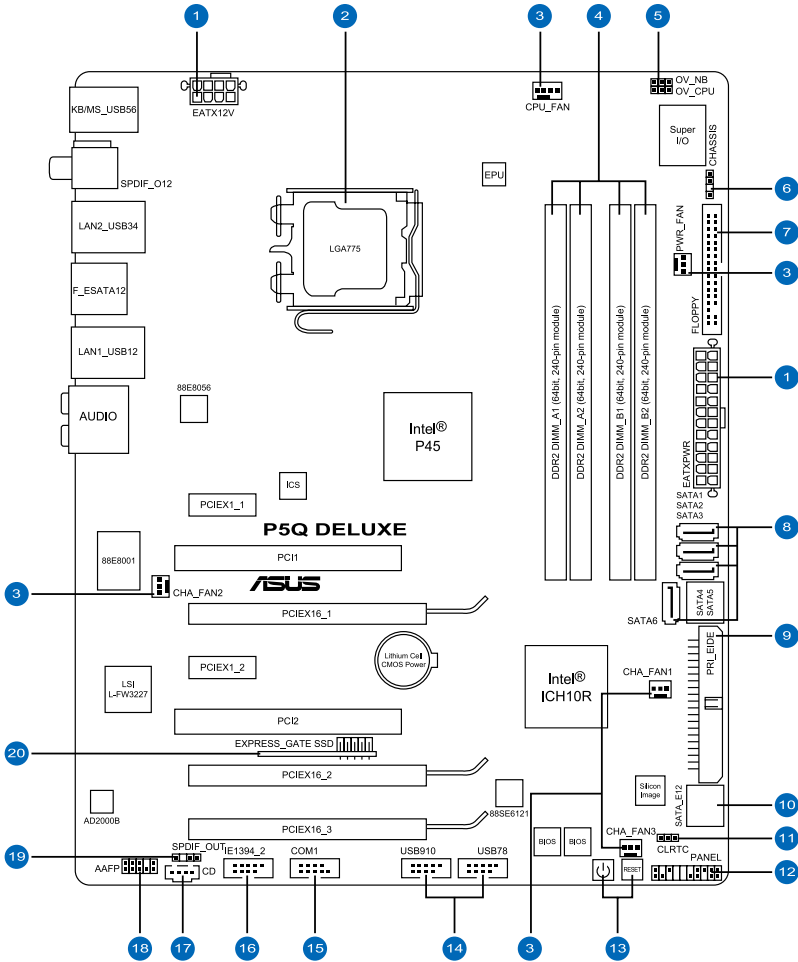 1
2
3
4
5
EATX12V
CPU_FAN
OV_NB
OV_CPU
KB/MS_USB56
Super
I/O
CHASSIS
SPDIF_O12
EPU
6
LAN2_USB34
LGA775
PWR_FAN
7
3
F_ESATA12
FLOPPY
LAN1_USB12
DDR2 DIMM_A1 (64bit, 240-pin module)
DDR2 DIMM_A2 (64bit, 240-pin module)
DDR2 DIMM_B1 (64bit, 240-pin module)
DDR2 DIMM_B2 (64bit, 240-pin module)
1
88E8056
AUDIO
Intel®
P45
EATXPWR
ICS
SATA1
SATA2
SATA3
PCIEX1_1
P5Q DELUXE
8
88E8001
PCI1
3
CHA_FAN2
ASUS
SATA4
SATA5
PCIEX16_1
SATA6
9
PRI_EIDE
Lithium Cell
CMOS Power
PCIEX1_2
CHA_FAN1
LSI
L-FW3227
Intel®
ICH10R
PCI2
EXPRESS_GATE SSD
20
PCIEX16_2
Silicon
Image
SATA_E12
10
AD2000B
88SE6121
PCIEX16_3
CHA_FAN3
11
CLRTC
BIOS
BIOS
19
SPDIF_OUT
IE1394_2
COM1
USB910
USB78
PANEL
AAFP
CD
RESET
12
18
17
16
15
14
3
13